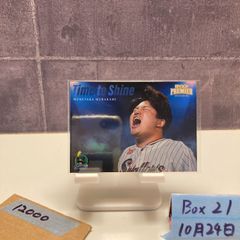 Time to Shine
MUNETAKA MURAKAMI
PREMIER
Swallows
12000
Box 21
10月24日